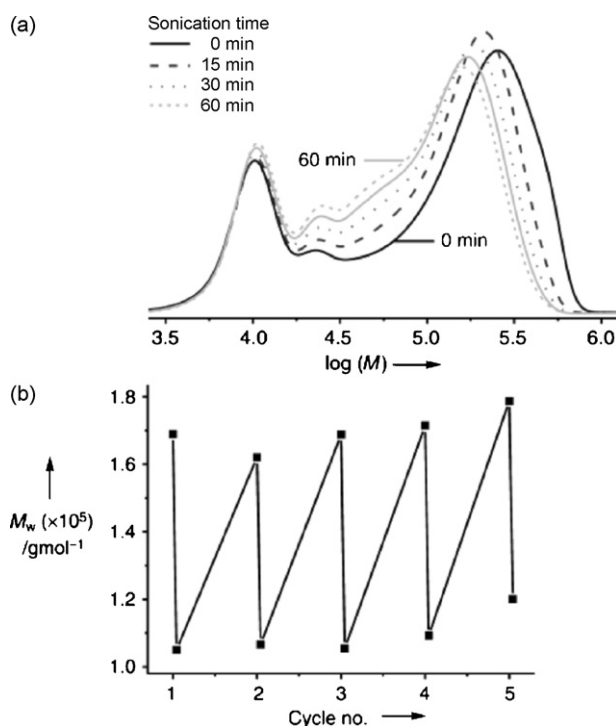 (a)
Sonication time
0 min
15 min
30 min
60 min
60 min
0 min
3.5 4.0 4.5 5.0 5.5 6.0
log (M)
(b)
1.8
1.6
1.4
1.2
1.0
Mw (×10⁵)
/gmol⁻¹
1 2 3 4 5
Cycle no.